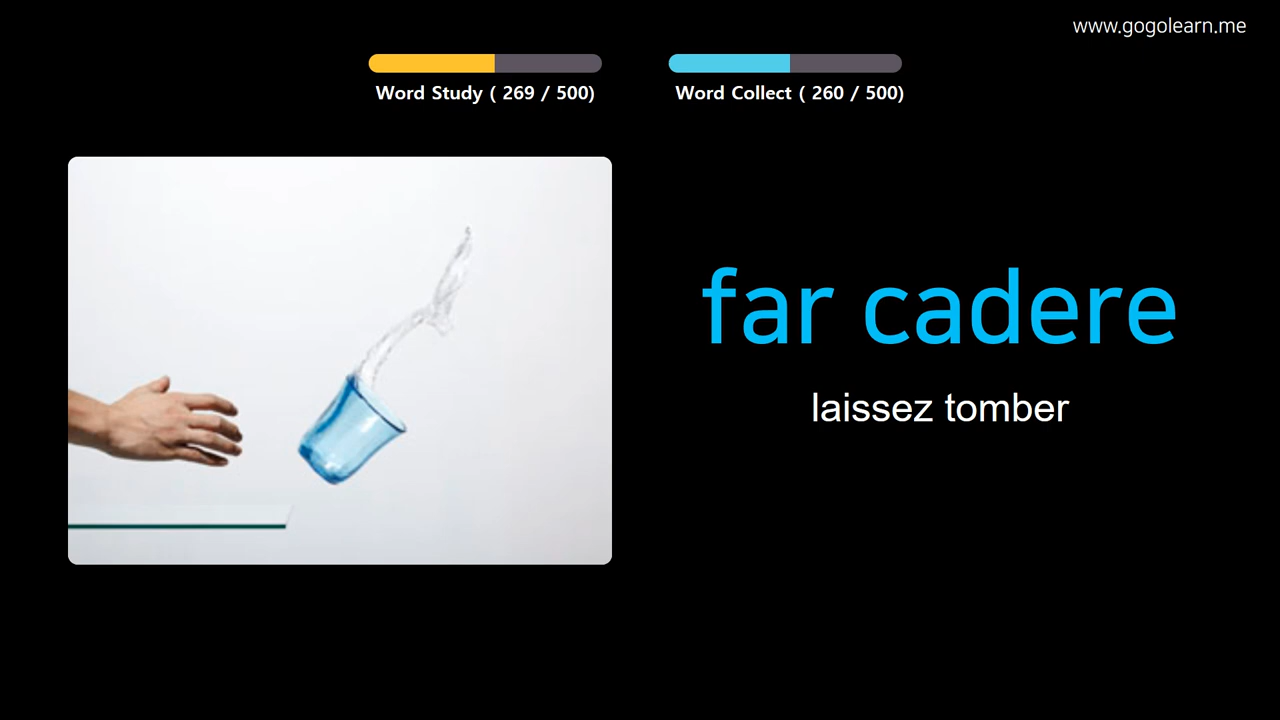 www.gogolearn.me
Word Study ( 269 / 500)
Word Collect ( 260 / 500)
far cadere
laissez tomber